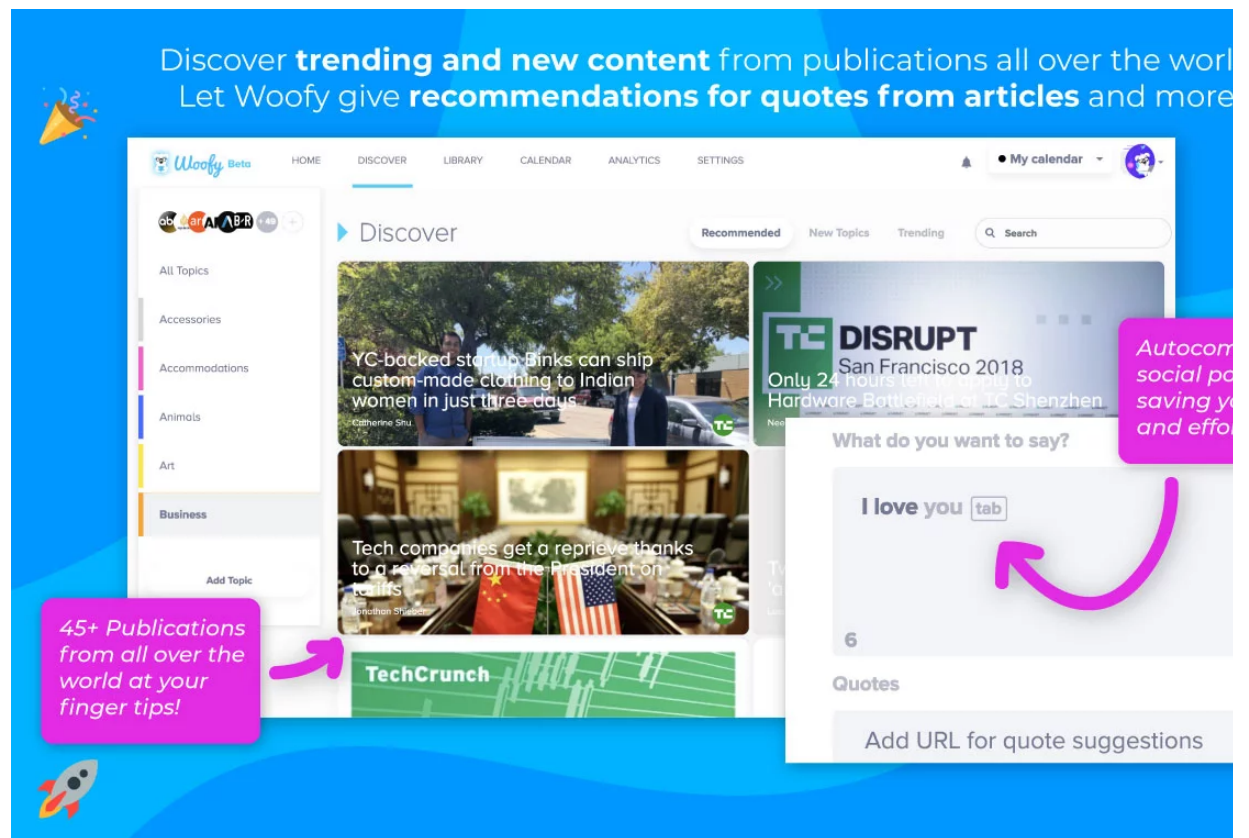 Discover trending and new content from publications all over the worl
Let Woofy give recommendations for quotes from articles and more
Woofy Beta
HOME
DISCOVER
LIBRARY
CALENDAR
ANALYTICS
SETTINGS
My calendar
+49
Discover
Recommended
New Topics
Trending
Search
All Topics
Accessories
Accommodations
Animals
Art
Business
Add Topic
YC-backed startup Binks can ship
custom-made clothing to Indian
women in just three days
Catherine Shu
TC
TC DISRUPT
San Francisco 2018
Only 24 hours left to apply to
Hardware Battlefield at TC Shenzhen
Tech companies get a reprieve thanks
to a reversal from the President on
tariffs
Jonathan Shieber
TC
TechCrunch
Autocom
social po
saving yo
and effor
What do you want to say?
I love you tab
6
Quotes
Add URL for quote suggestions
45+ Publications
from all over the
world at your
finger tips!